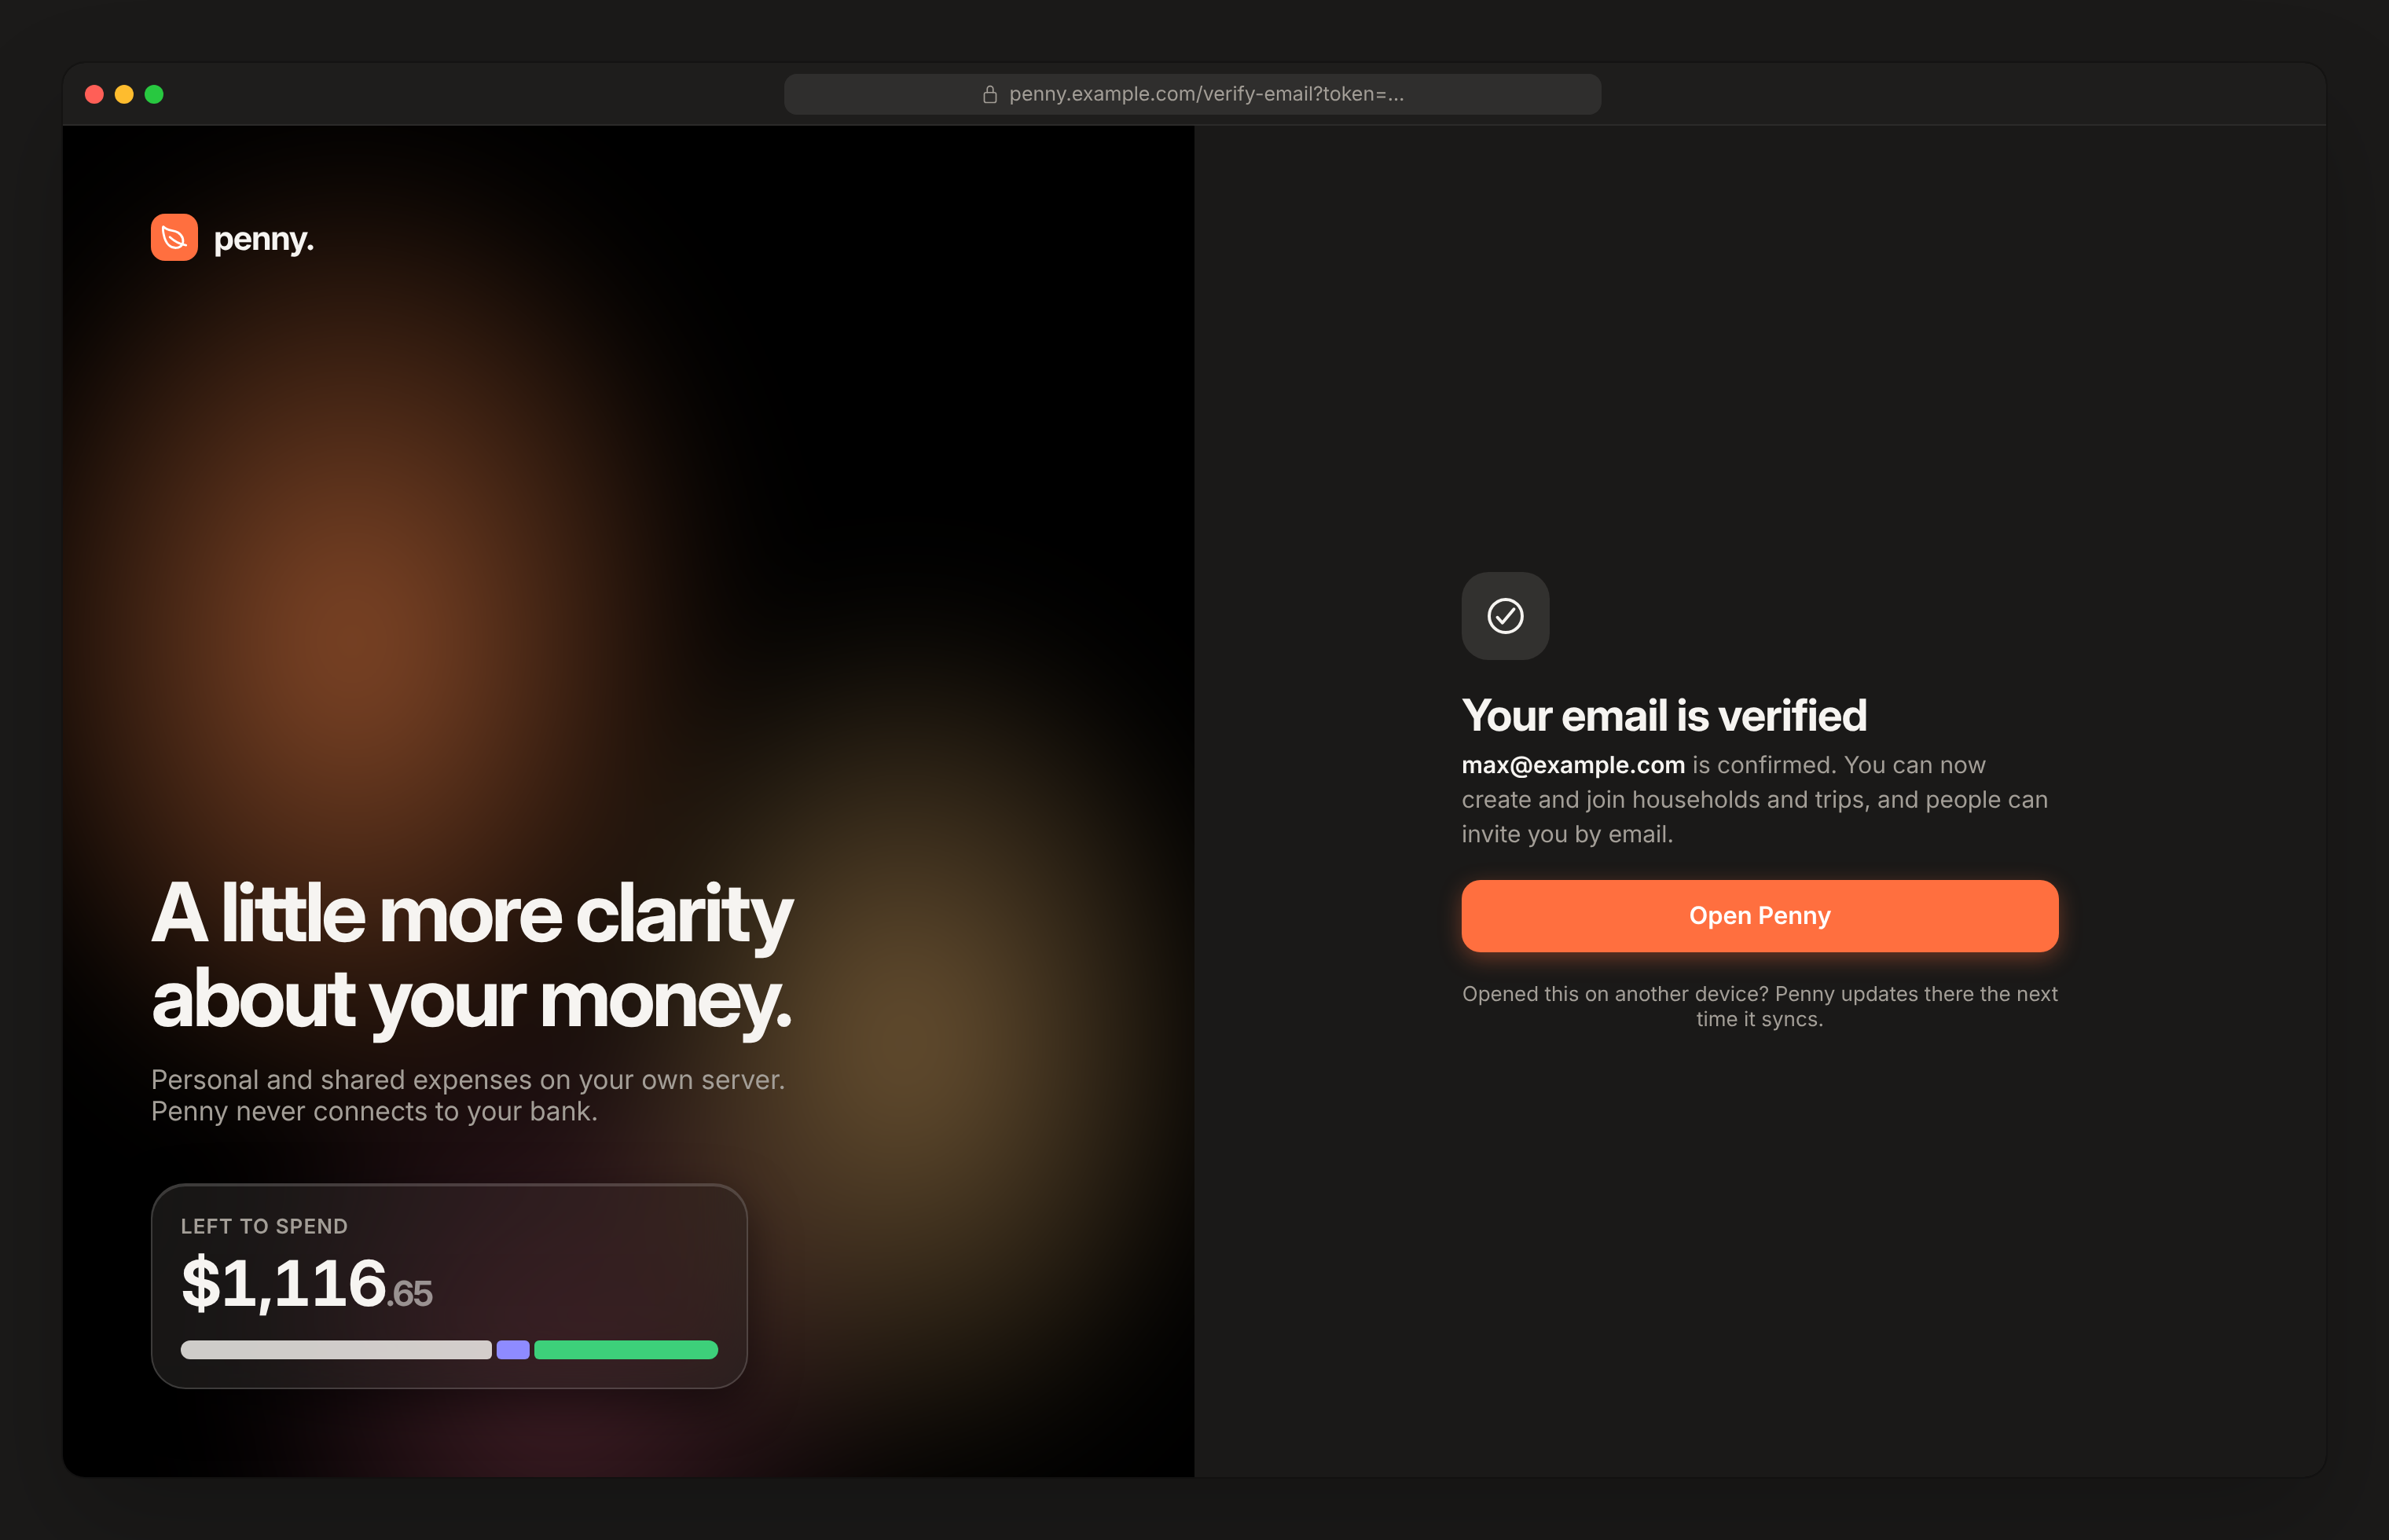 penny.example.com/verify-email?token=...
penny.
A little more clarity
about your money.
Personal and shared expenses on your own server.
Penny never connects to your bank.
LEFT TO SPEND
$1,116.65
Your email is verified
max@example.com is confirmed. You can now
create and join households and trips, and people can
invite you by email.
Open Penny
Opened this on another device? Penny updates there the next
time it syncs.